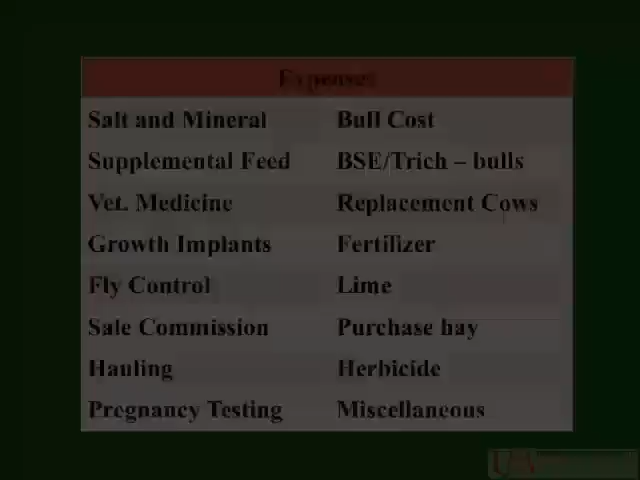 Expenses
Salt and Mineral Bull Cost
Supplemental Feed BSE/Trich – bulls
Vet. Medicine Replacement Cows
Growth Implants Fertilizer
Fly Control Lime
Sale Commission Purchase hay
Hauling Herbicide
Pregnancy Testing Miscellaneous